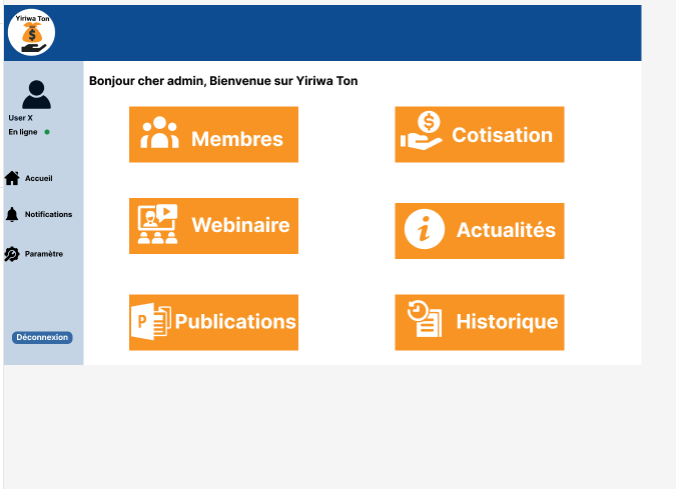 Yiriwa Ton
$
Bonjour cher admin, Bienvenue sur Yiriwa Ton
User X
En ligne
Accueil
Notifications
Paramètre
Déconnexion
Membres
$
Cotisation
Webinaire
i
Actualités
P
Publications
Historique